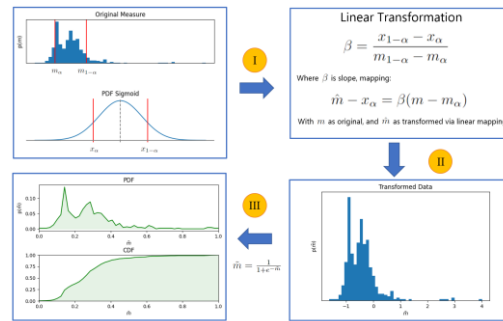 Original Measure
p(m)
m_α m_{1-α}
PDF Sigmoid
x_α x_{1-α}
I
Linear Transformation
β = \frac{x_{1-α} - x_α}{m_{1-α} - m_α}
Where β is slope, mapping:
m̂ - x_α = β(m - m_α)
With m as original, and m̂ as transformed via linear mapping
II
PDF
0.10
0.05
0.00
0.0 0.2 0.4 0.6 0.8 1.0
CDF
1.00
0.75
0.50
0.25
0.00
0.0 0.2 0.4 0.6 0.8 1.0
III
m̂ = \frac{1}{1+e^{-m̂}}
Transformed Data
-1 0 1 2 3 4